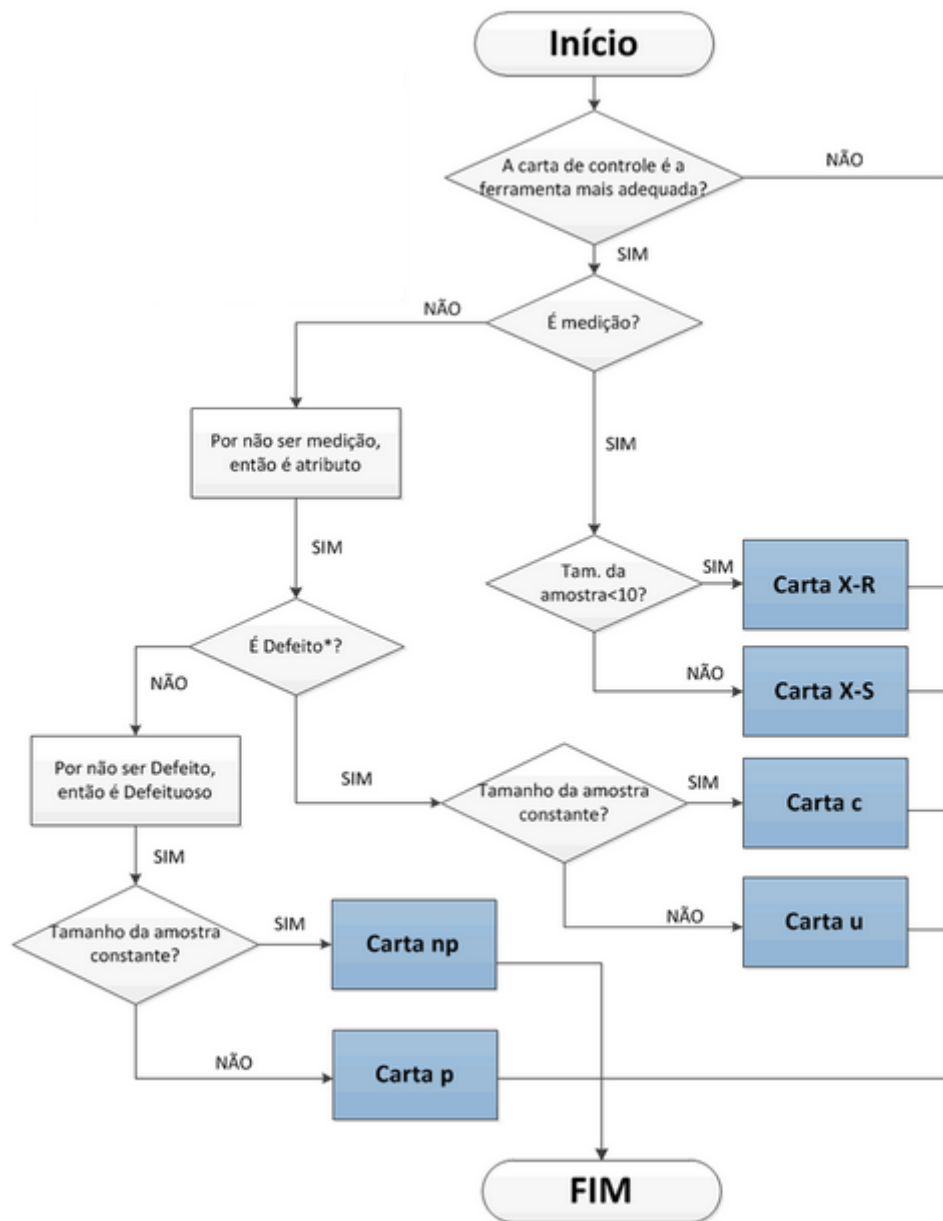 Início
A carta de controle é a
ferramenta mais adequada?
NÃO
SIM
É medição?
NÃO
SIM
Por não ser medição,
então é atributo
SIM
Tam. da
amostra<10?
SIM
Carta X-R
NÃO
Carta X-S
É Defeito*?
NÃO
SIM
Por não ser Defeito,
então é Defeituoso
SIM
Tamanho da amostra
constante?
SIM
Carta c
NÃO
Carta u
Tamanho da amostra
constante?
SIM
Carta np
NÃO
Carta p
FIM